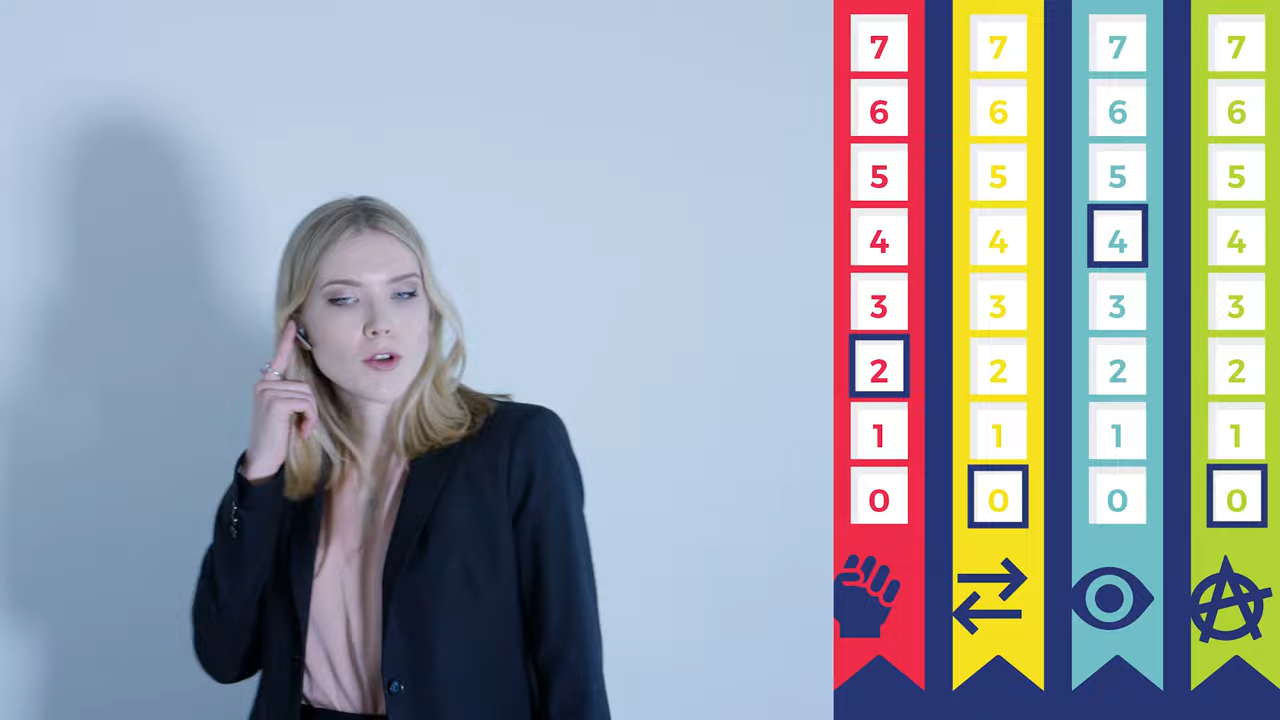 7 7 7 7
6 6 6 6
5 5 5 5
4 4 4 4
3 3 3 3
2 2 2 2
1 1 1 1
0 0 0 0